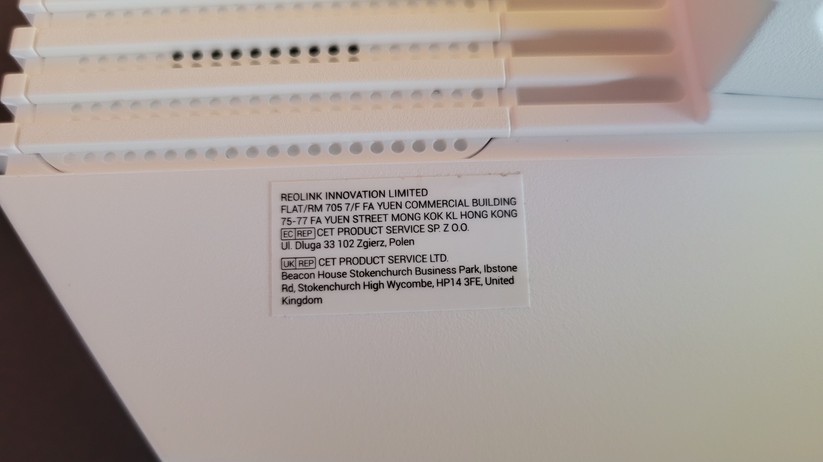 REOLINK INNOVATION LIMITED
FLAT/RM 705 7/F FA YUEN COMMERCIAL BUILDING
75-77 FA YUEN STREET MONG KOK KL HONG KONG
EC REP CET PRODUCT SERVICE SP. Z O.O.
Ul. Dluga 33 102 Zgierz, Polen
UK REP CET PRODUCT SERVICE LTD.
Beacon House Stokenchurch Business Park, Ibstone
Rd, Stokenchurch High Wycombe, HP14 3FE, United
Kingdom